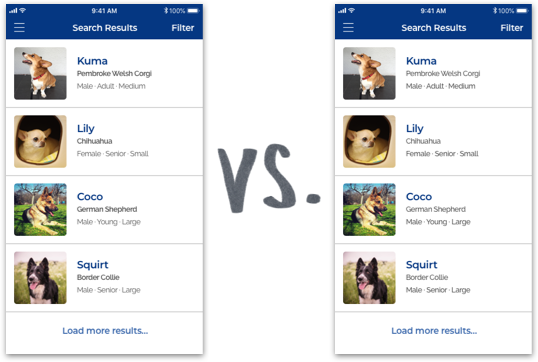 9:41 AM
100%
Search Results
Filter
Kuma
Pembroke Welsh Corgi
Male · Adult · Medium
Lily
Chihuahua
Female · Senior · Small
Coco
German Shepherd
Male · Young · Large
Squirt
Border Collie
Male · Senior · Large
Load more results...
VS.
9:41 AM
100%
Search Results
Filter
Kuma
Pembroke Welsh Corgi
Male · Adult · Medium
Lily
Chihuahua
Female · Senior · Small
Coco
German Shepherd
Male · Young · Large
Squirt
Border Collie
Male · Senior · Large
Load more results...